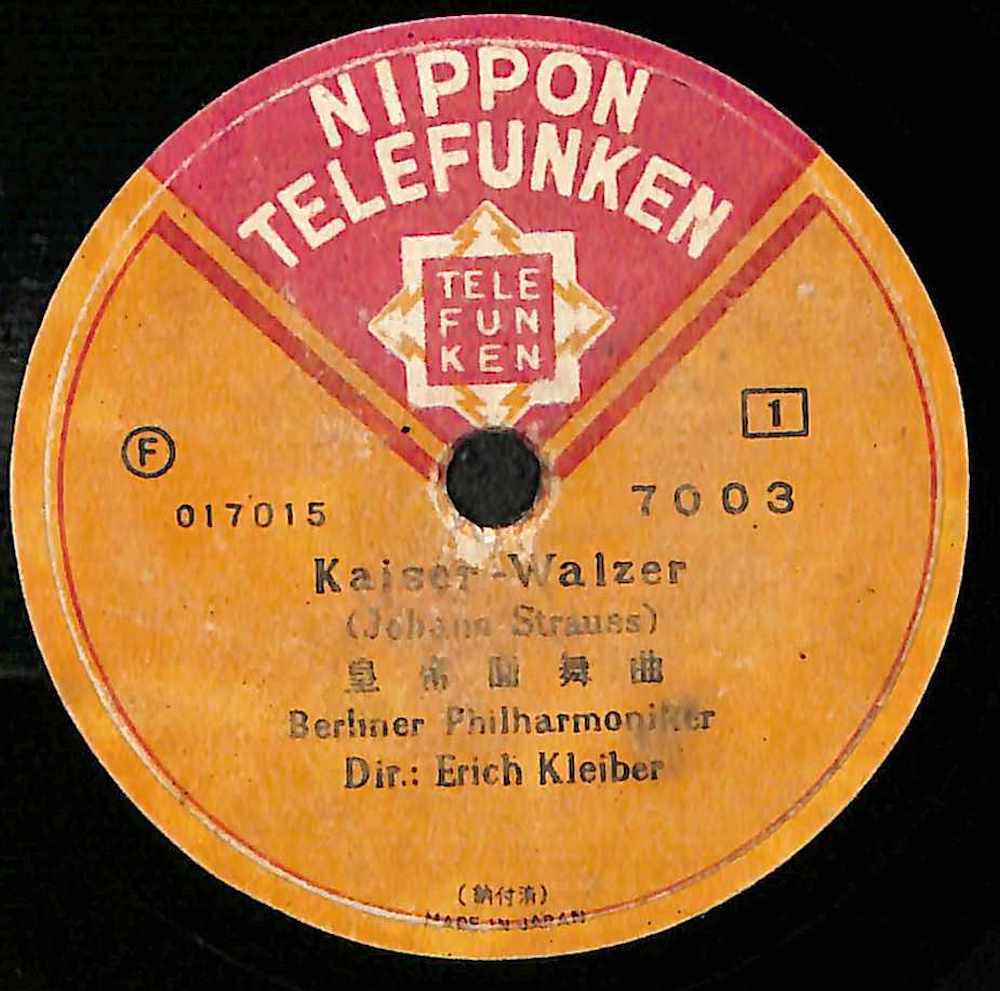 NIPPON
TELEFUNKEN
TELE
FUN
KEN
1
F
017015
7003
Kaiser-Walzer
(Johann Strauss)
皇帝圓舞曲
Berliner Philharmoniker
Dir.: Erich Kleiber
(納付済)
MADE IN JAPAN